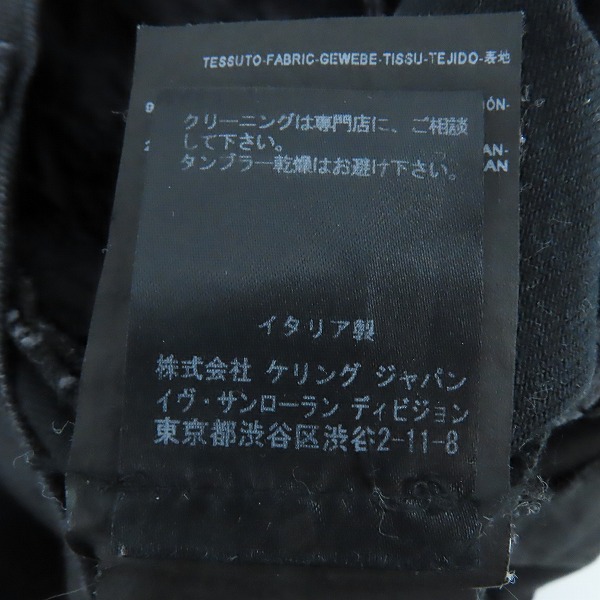 TESSUTO-FABRIC-GEWEBE-TISSU-TEJIDO-表地
クリーニングは専門店に、ご相談
して下さい。
タンブラー乾燥はお避け下さい。
イタリア製
株式会社 ケリング ジャパン
イヴ・サンローラン ディビジョン
東京都渋谷区渋谷2-11-8